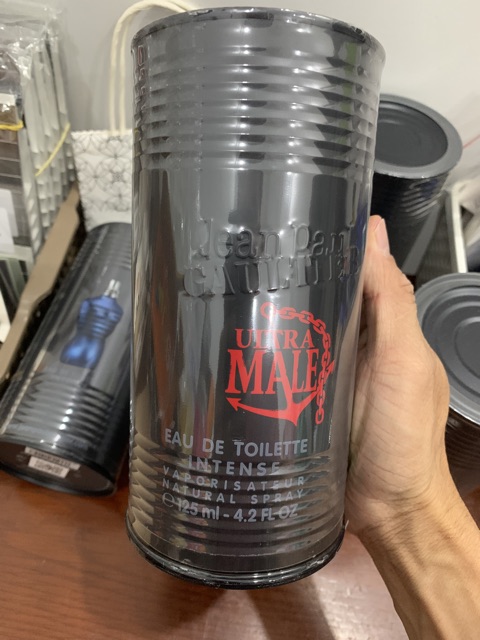 Jean Paul
GAULTIER
ULTRA
MALE
EAU DE TOILETTE
INTENSE
VAPORISATEUR
NATURAL SPRAY
℮ 125 ml - 4.2 FL OZ